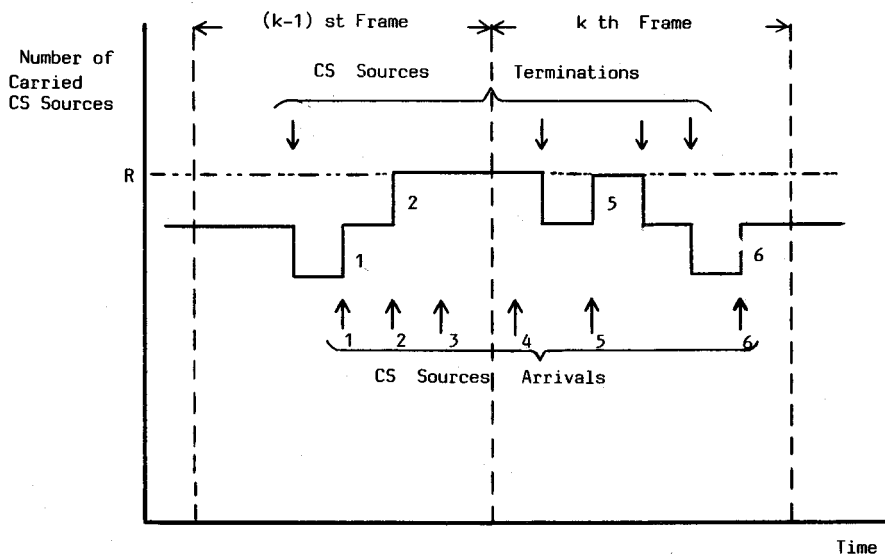 (k-1) st Frame k th Frame
Number of
Carried
CS Sources
CS Sources Terminations
R
2 5
1 6
1 2 3 4 5 6
CS Sources Arrivals
Time